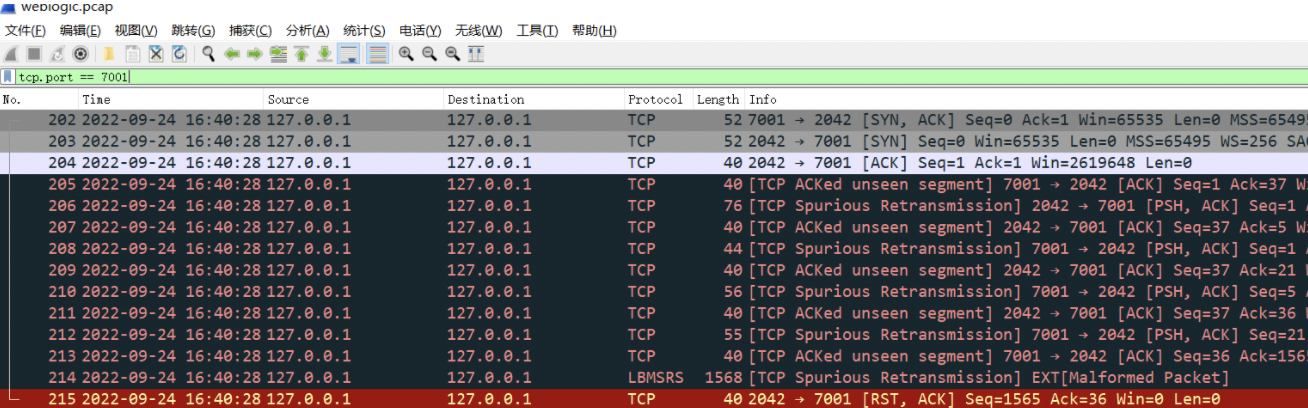 weblogic.pcap
文件(F) 编辑(E) 视图(V) 跳转(G) 捕获(C) 分析(A) 统计(S) 电话(Y) 无线(W) 工具(T) 帮助(H)
tcp.port == 7001
No. Time Source Destination Protocol Length Info
202 2022-09-24 16:40:28 127.0.0.1 127.0.0.1 TCP 52 7001 → 2042 [SYN, ACK] Seq=0 Ack=1 Win=65535 Len=0 MSS=65495
203 2022-09-24 16:40:28 127.0.0.1 127.0.0.1 TCP 52 2042 → 7001 [SYN] Seq=0 Win=65535 Len=0 MSS=65495 WS=256 SA
204 2022-09-24 16:40:28 127.0.0.1 127.0.0.1 TCP 40 2042 → 7001 [ACK] Seq=1 Ack=1 Win=2619648 Len=0
205 2022-09-24 16:40:28 127.0.0.1 127.0.0.1 TCP 40 [TCP ACKed unseen segment] 7001 → 2042 [ACK] Seq=1 Ack=37 W
206 2022-09-24 16:40:28 127.0.0.1 127.0.0.1 TCP 76 [TCP Spurious Retransmission] 2042 → 7001 [PSH, ACK] Seq=1
207 2022-09-24 16:40:28 127.0.0.1 127.0.0.1 TCP 40 [TCP ACKed unseen segment] 2042 → 7001 [ACK] Seq=37 Ack=5 W
208 2022-09-24 16:40:28 127.0.0.1 127.0.0.1 TCP 44 [TCP Spurious Retransmission] 7001 → 2042 [PSH, ACK] Seq=1
209 2022-09-24 16:40:28 127.0.0.1 127.0.0.1 TCP 40 [TCP ACKed unseen segment] 2042 → 7001 [ACK] Seq=37 Ack=21
210 2022-09-24 16:40:28 127.0.0.1 127.0.0.1 TCP 56 [TCP Spurious Retransmission] 7001 → 2042 [PSH, ACK] Seq=5
211 2022-09-24 16:40:28 127.0.0.1 127.0.0.1 TCP 40 [TCP ACKed unseen segment] 2042 → 7001 [ACK] Seq=37 Ack=36
212 2022-09-24 16:40:28 127.0.0.1 127.0.0.1 TCP 55 [TCP Spurious Retransmission] 7001 → 2042 [PSH, ACK] Seq=21
213 2022-09-24 16:40:28 127.0.0.1 127.0.0.1 TCP 40 [TCP ACKed unseen segment] 7001 → 2042 [ACK] Seq=36 Ack=1565
214 2022-09-24 16:40:28 127.0.0.1 127.0.0.1 LBMSRS 1568 [TCP Spurious Retransmission] EXT[Malformed Packet]
215 2022-09-24 16:40:28 127.0.0.1 127.0.0.1 TCP 40 2042 → 7001 [RST, ACK] Seq=1565 Ack=36 Win=0 Len=0